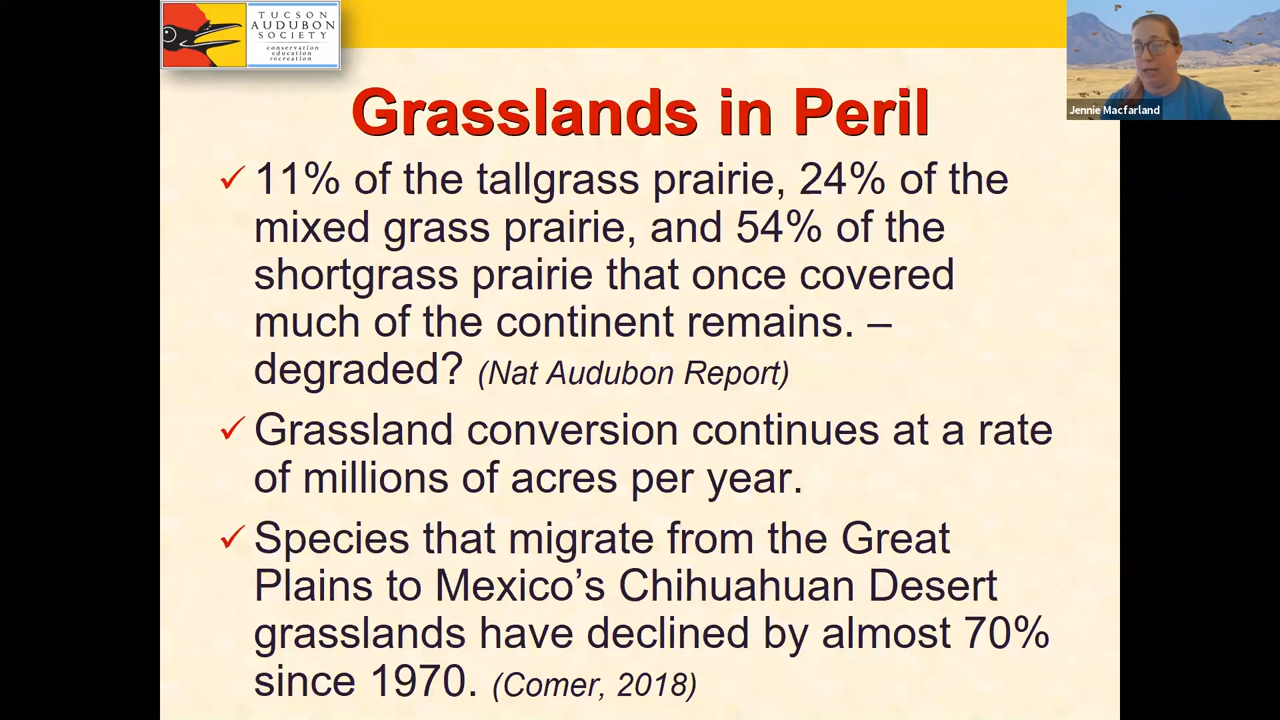 TUCSON
AUDUBON
SOCIETY
conservation
education
recreation
Jennie Macfarland
Grasslands in Peril
✓ 11% of the tallgrass prairie, 24% of the
mixed grass prairie, and 54% of the
shortgrass prairie that once covered
much of the continent remains. –
degraded? (Nat Audubon Report)
✓ Grassland conversion continues at a rate
of millions of acres per year.
✓ Species that migrate from the Great
Plains to Mexico’s Chihuahuan Desert
grasslands have declined by almost 70%
since 1970. (Comer, 2018)